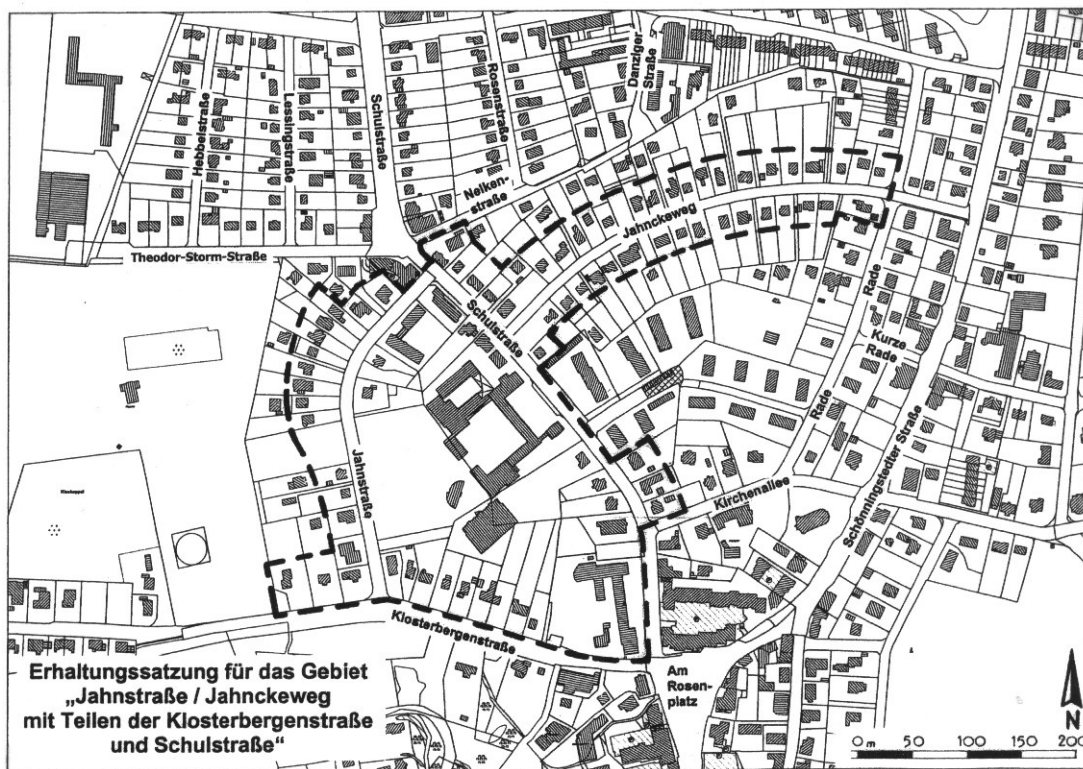 Hebbelstraße
Lessingstraße
Schulstraße
Rosenstraße
Danziger
Straße
Nelken-
straße
Jahnckeweg
Theodor-Storm-Straße
Schulstraße
Rade
Kurze
Rade
Rade
Schönningstedter Straße
Jahnstraße
Kirchenallee
Klosterbergenstraße
Am
Rosen-
platz
Erhaltungssatzung für das Gebiet
„Jahnstraße / Jahnckeweg
mit Teilen der Klosterbergenstraße
und Schulstraße“
N
0 m 50 100 150 200